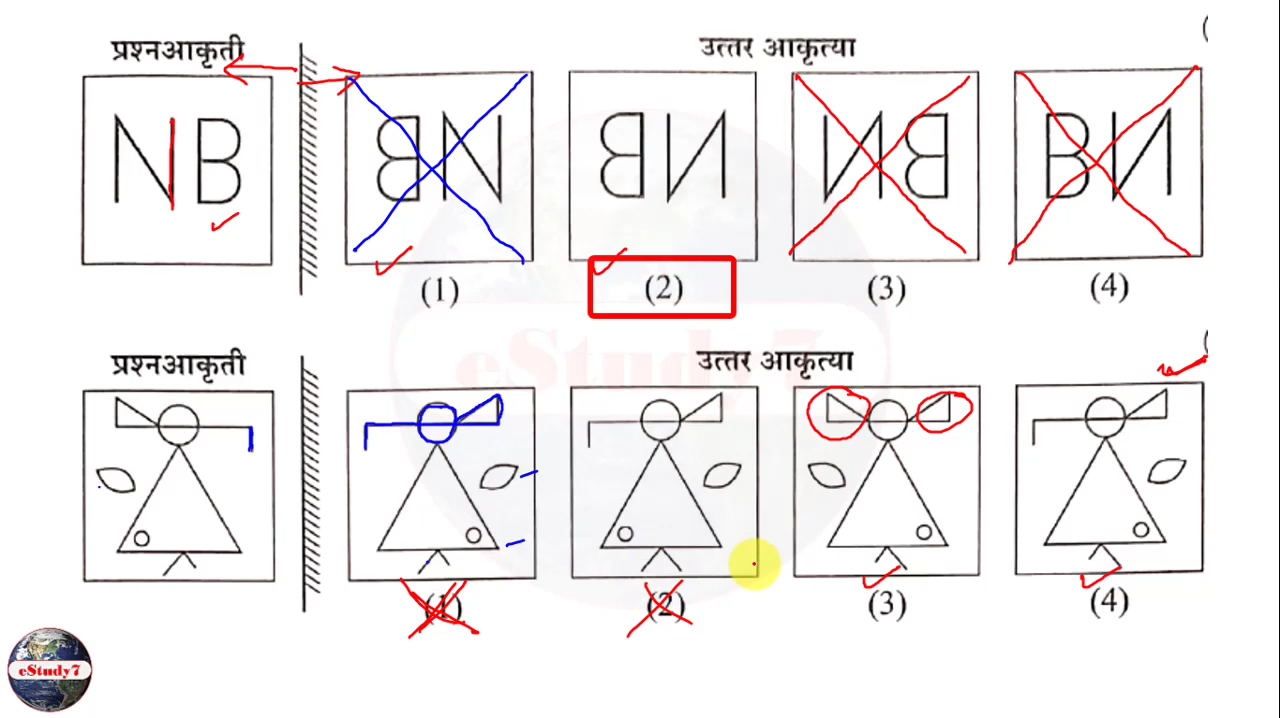 प्रश्नआकृती
उत्तर आकृत्या
NB
(1)
(2)
(3)
(4)
प्रश्नआकृती
उत्तर आकृत्या
(1)
(2)
(3)
(4)
eStudy7
eStudy7